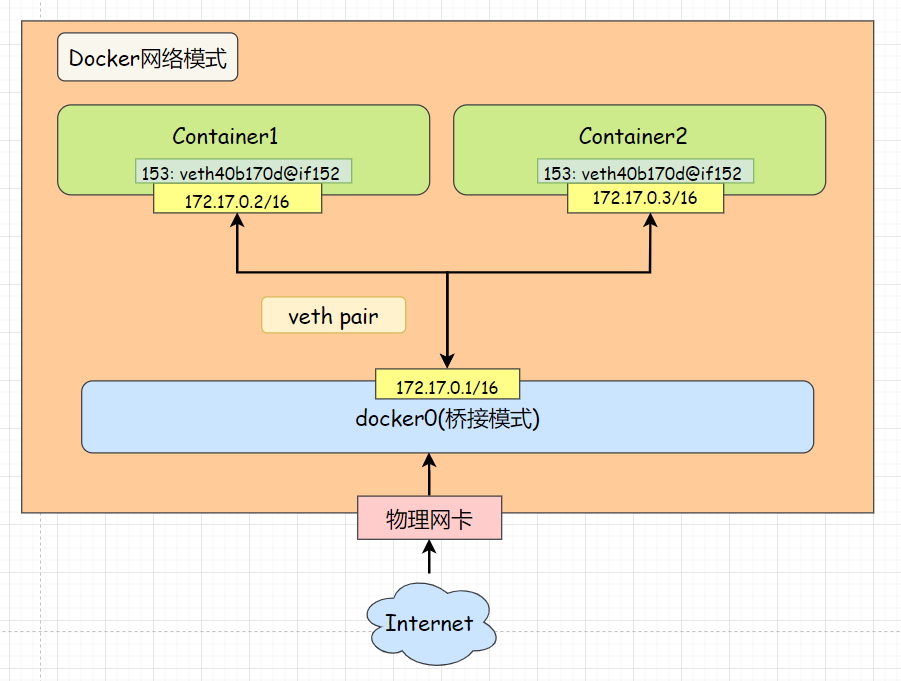 Docker网络模式
Container1
Container2
153: veth40b170d@if152
153: veth40b170d@if152
172.17.0.2/16
172.17.0.3/16
veth pair
172.17.0.1/16
docker0(桥接模式)
物理网卡
Internet